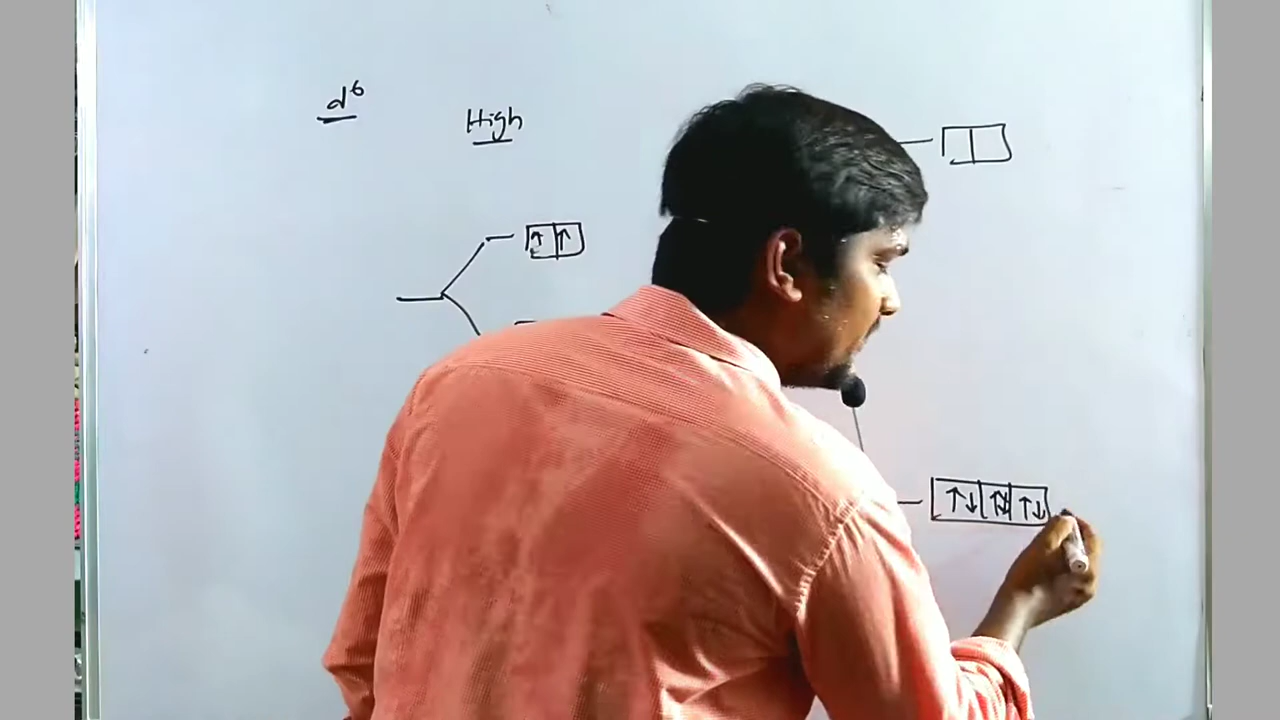 d⁶
High
↑ ↑
↑↓ ↑↓ ↑↓